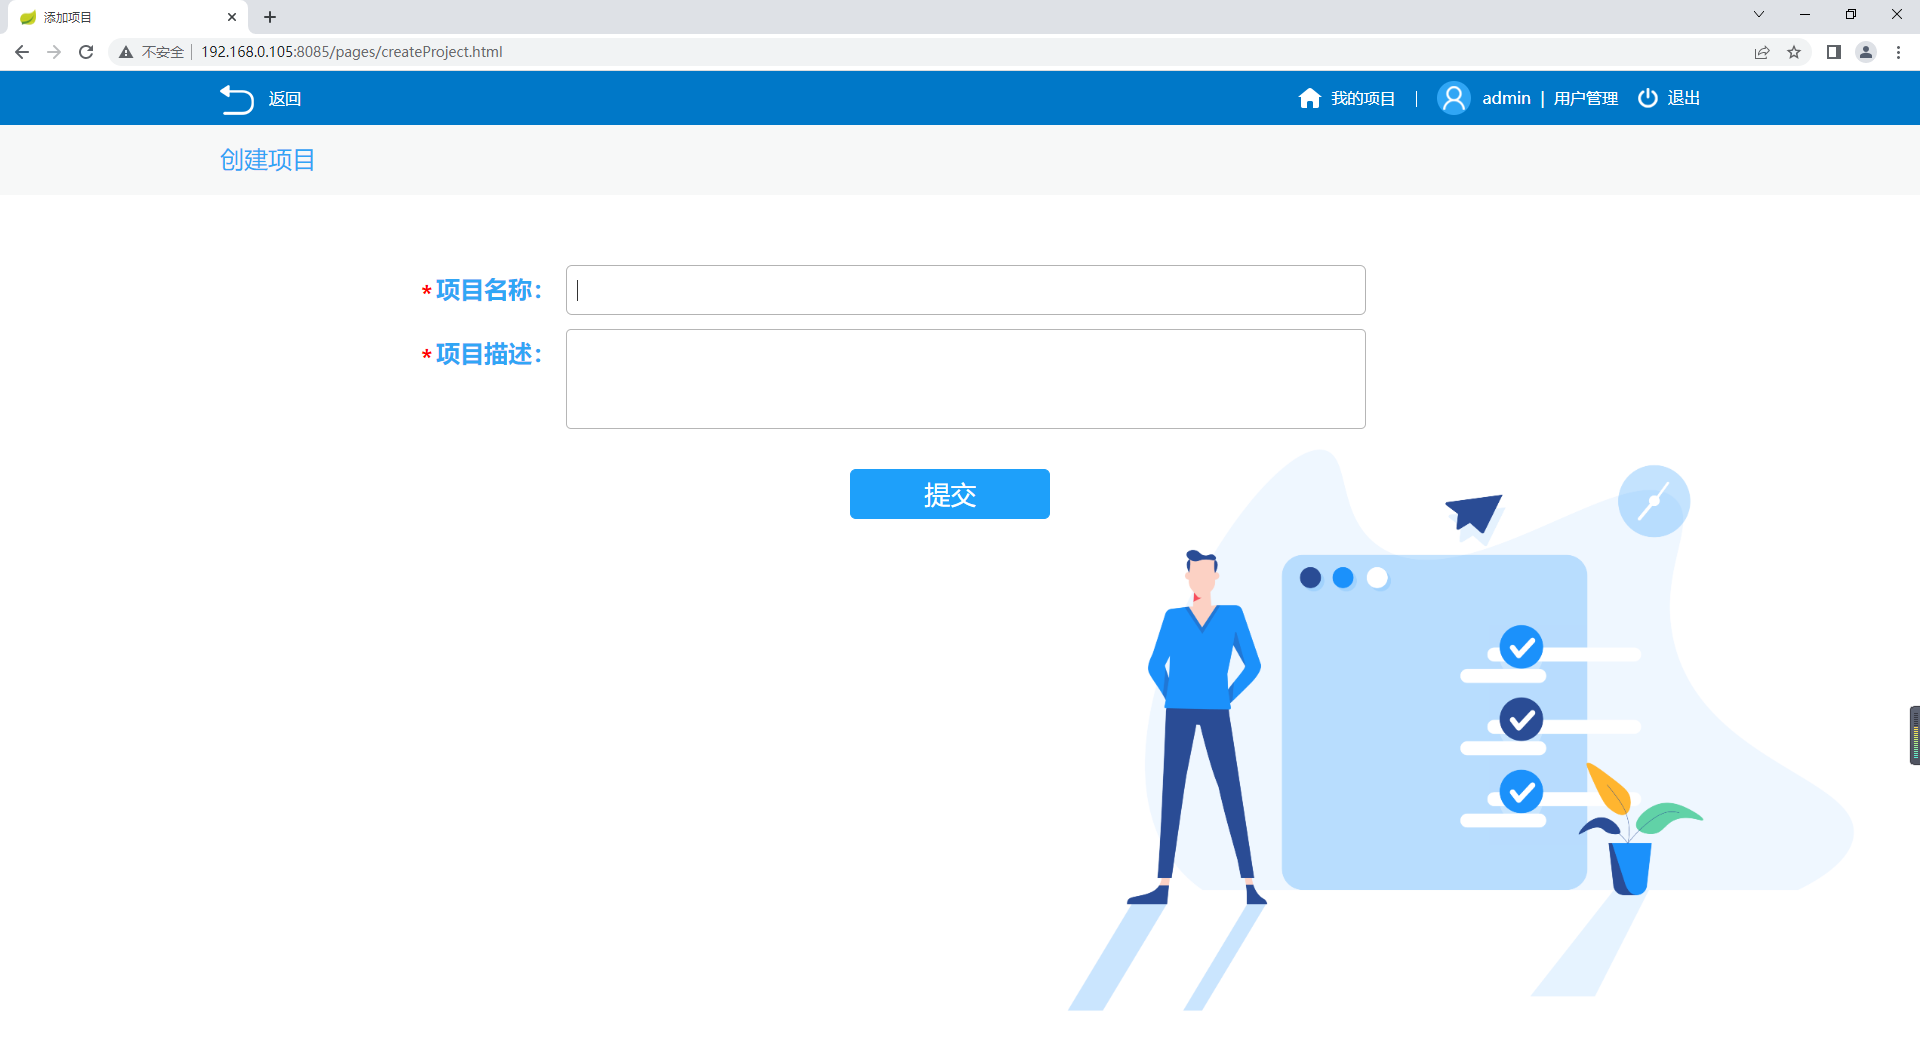 添加项目
不安全 192.168.0.105:8085/pages/createProject.html
返回 我的项目 | admin | 用户管理 退出
创建项目
*项目名称：
*项目描述：
提交